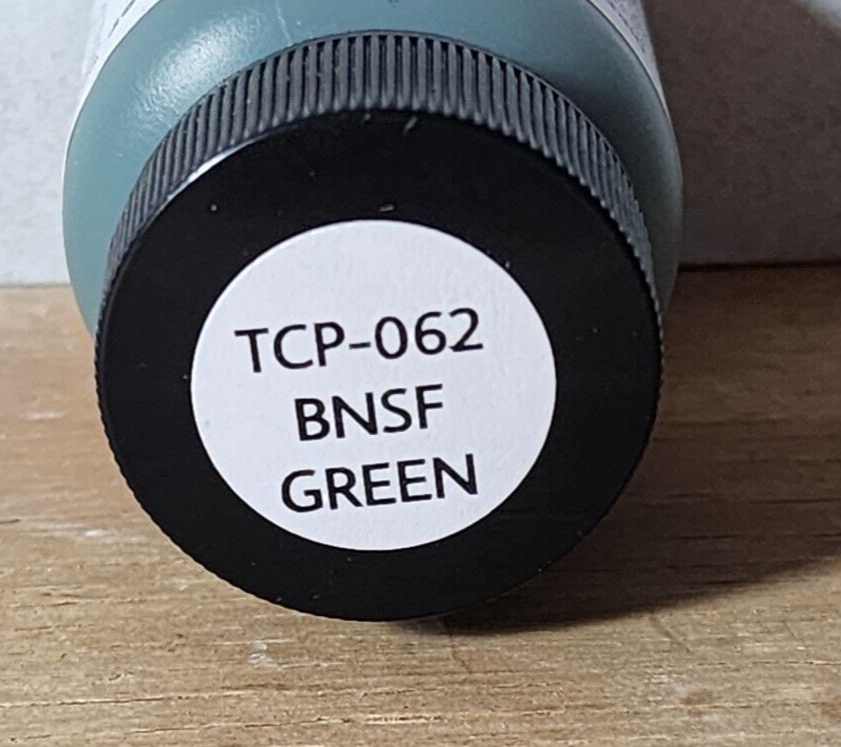 TCP-062
BNSF
GREEN